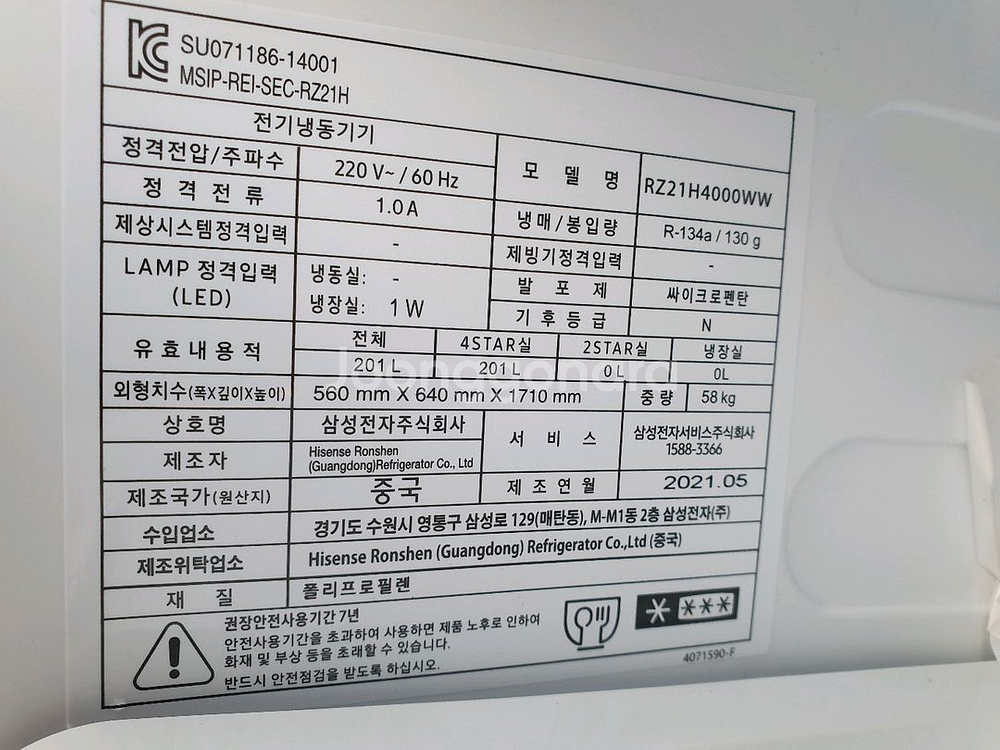 SU071186-14001
MSIP-REI-SEC-RZ21H
전기냉동기기
정격전압/주파수 220 V~ / 60 Hz
모 델 명 RZ21H4000WW
정 격 전 류 1.0 A
냉매/봉입량 R-134a / 130 g
제상시스템정격입력 -
제빙기정격입력 -
LAMP 정격입력
(LED)
냉동실: -
냉장실: 1 W
발 포 제 싸이크로펜탄
기 후 등 급 N
유 효 내 용 적
전체 4STAR실 2STAR실 냉장실
201 L 201 L 0 L 0L
외형치수(폭X깊이X높이) 560 mm X 640 mm X 1710 mm 중 량 58 kg
상호명 삼성전자주식회사
서 비 스 삼성전자서비스주식회사
1588-3366
제조자 Hisense Ronshen
(Guangdong)Refrigerator Co., Ltd
제조국가(원산지) 중국 제 조 연 월 2021.05
수입업소 경기도 수원시 영통구 삼성로 129(매탄동), M-M1동 2층 삼성전자(주)
제조위탁업소 Hisense Ronshen (Guangdong) Refrigerator Co.,Ltd (중국)
재 질 폴리프로필렌
권장안전사용기간 7년
안전사용기간을 초과하여 사용하면 제품 노후로 인하여
화재 및 부상 등을 초래할 수 있습니다.
반드시 안전점검을 받도록 하십시오.
4071590-F